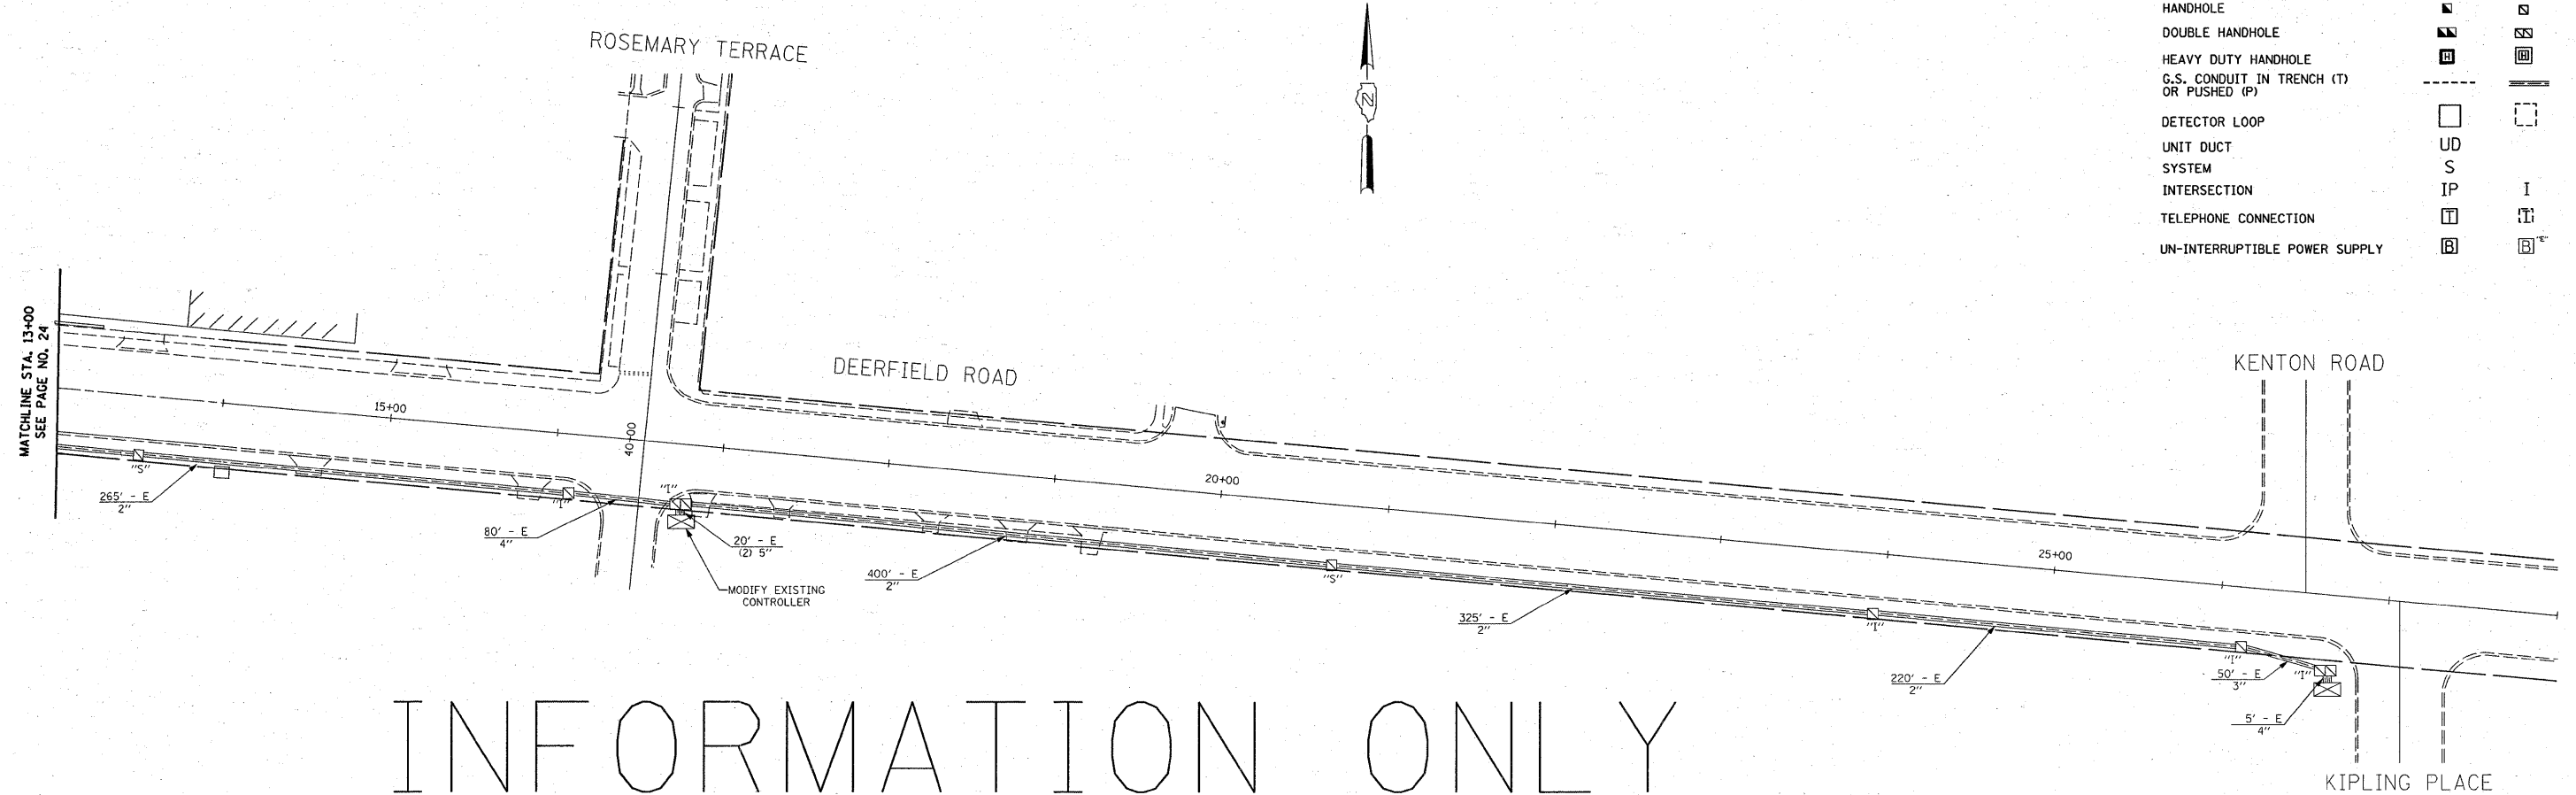 HANDHOLE
DOUBLE HANDHOLE
HEAVY DUTY HANDHOLE H H
G.S. CONDUIT IN TRENCH (T)
OR PUSHED (P)
DETECTOR LOOP
UNIT DUCT UD
SYSTEM S
INTERSECTION IP I
TELEPHONE CONNECTION T T
UN-INTERRUPTIBLE POWER SUPPLY B B "E"
ROSEMARY TERRACE
N
DEERFIELD ROAD
KENTON ROAD
MATCHLINE STA. 13+00
SEE PAGE NO. 24
15+00
40+00
20+00
25+00
"S"
265' - E
2"
"I"
80' - E
4"
"I"
20' - E
(2) 5"
MODIFY EXISTING
CONTROLLER
400' - E
2"
"S"
325' - E
2"
"I"
220' - E
2"
"I"
50' - E
3"
"I"
5' - E
4"
KIPLING PLACE
INFORMATION ONLY